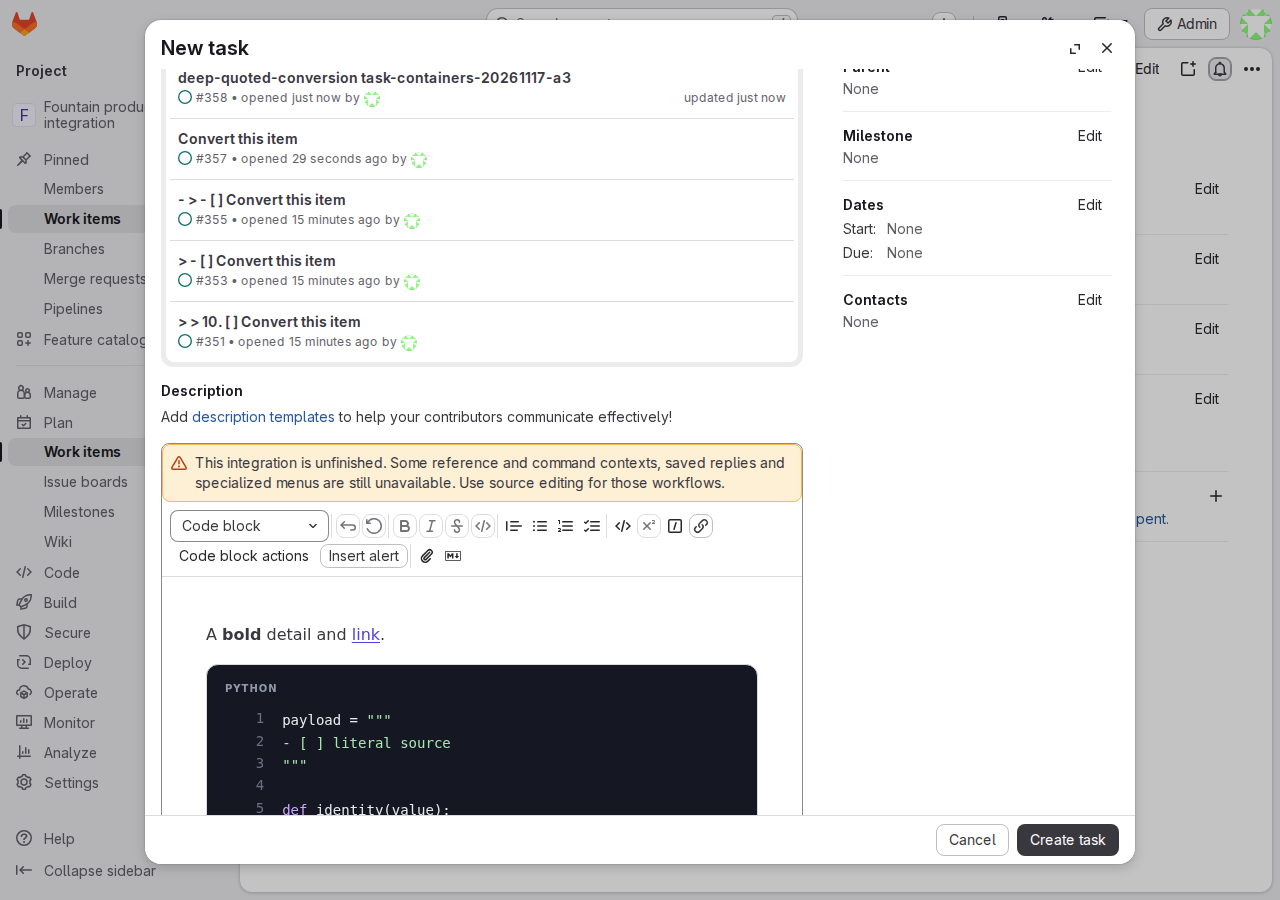 Admin
New task
Project
F
Fountain produ
integration
Pinned
Members
Work items
Branches
Merge requests
Pipelines
Feature catalog
Manage
Plan
Work items
Issue boards
Milestones
Wiki
Code
Build
Secure
Deploy
Operate
Monitor
Analyze
Settings
Help
Collapse sidebar
deep-quoted-conversion task-containers-20261117-a3
#358 • opened just now by
updated just now
Convert this item
#357 • opened 29 seconds ago by
- > - [ ] Convert this item
#355 • opened 15 minutes ago by
> - [ ] Convert this item
#353 • opened 15 minutes ago by
> > 10. [ ] Convert this item
#351 • opened 15 minutes ago by
Description
Add description templates to help your contributors communicate effectively!
This integration is unfinished. Some reference and command contexts, saved replies and
specialized menus are still unavailable. Use source editing for those workflows.
Code block
Code block actions
Insert alert
A bold detail and link.
PYTHON
1 payload = """
2 - [ ] literal source
3 """
4
5 def identity(value):
Parent Edit
None
Milestone Edit
None
Dates Edit
Start: None
Due: None
Contacts Edit
None
Cancel
Create task
Edit
Edit
Edit
Edit
Edit
pent.